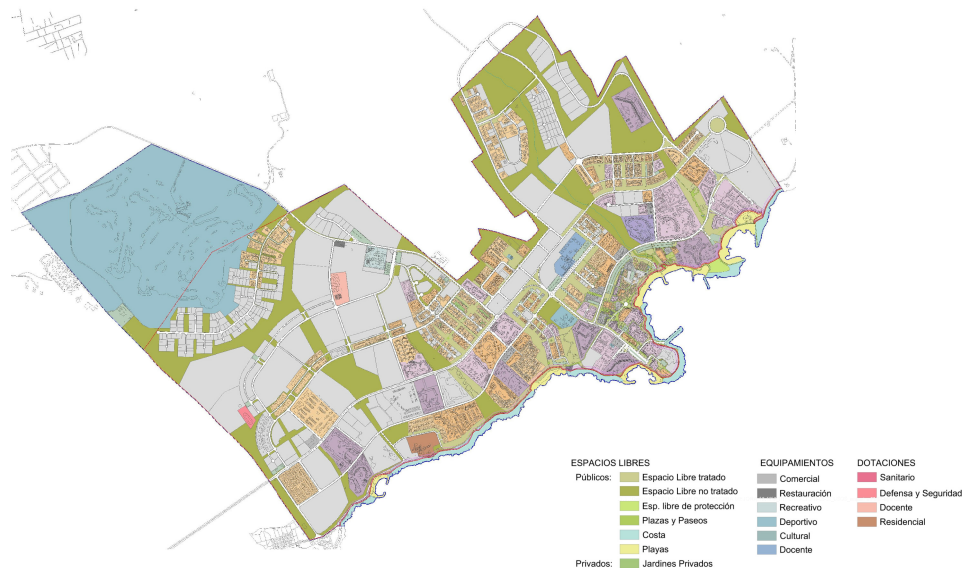 ESPACIOS LIBRES
Públicos:
Espacio Libre tratado
Espacio Libre no tratado
Esp. libre de protección
Plazas y Paseos
Costa
Playas
Privados:
Jardines Privados
EQUIPAMIENTOS
Comercial
Restauración
Recreativo
Deportivo
Cultural
Docente
DOTACIONES
Sanitario
Defensa y Seguridad
Docente
Residencial